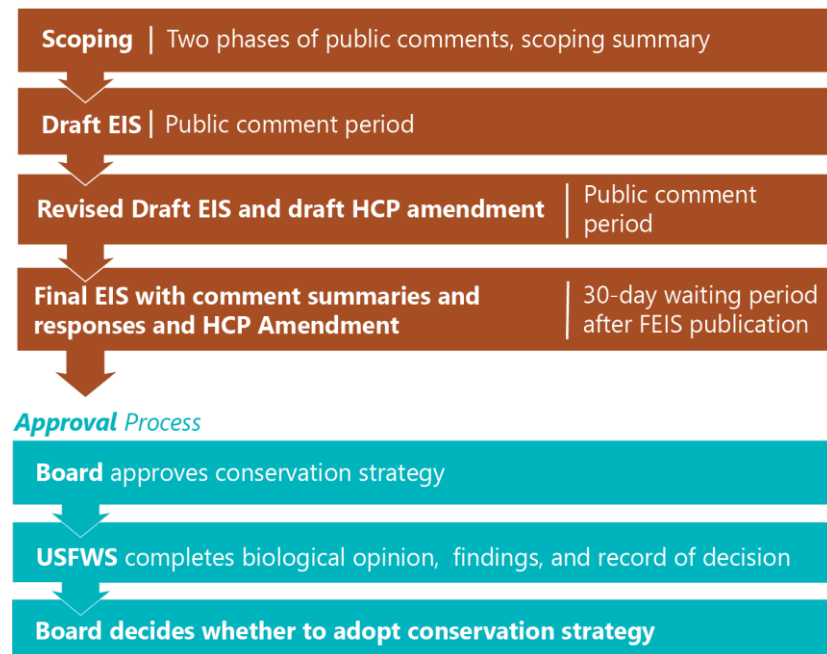 Scoping | Two phases of public comments, scoping summary
Draft EIS | Public comment period
Revised Draft EIS and draft HCP amendment | Public comment
period
Final EIS with comment summaries and
responses and HCP Amendment
30-day waiting period
after FEIS publication
Approval Process
Board approves conservation strategy
USFWS completes biological opinion, findings, and record of decision
Board decides whether to adopt conservation strategy